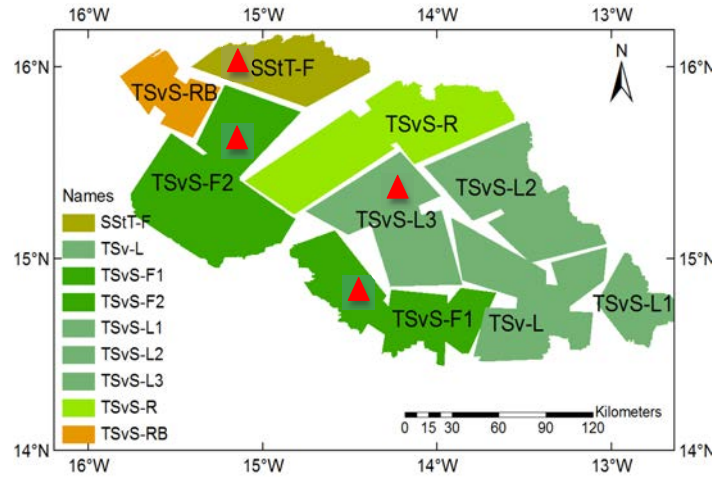 16°W 15°W 14°W 13°W
16°N 16°N
N
SStT-F
TSvS-RB
TSvS-R
TSvS-F2
TSvS-L2
TSvS-L3
Names
SStT-F
TSv-L
TSvS-F1
TSvS-F2
TSvS-L1
TSvS-L2
TSvS-L3
TSvS-R
TSvS-RB
15°N 15°N
TSvS-L1
TSvS-F1
TSv-L
Kilometers
0 15 30 60 90 120
14°N 14°N
16°W 15°W 14°W 13°W